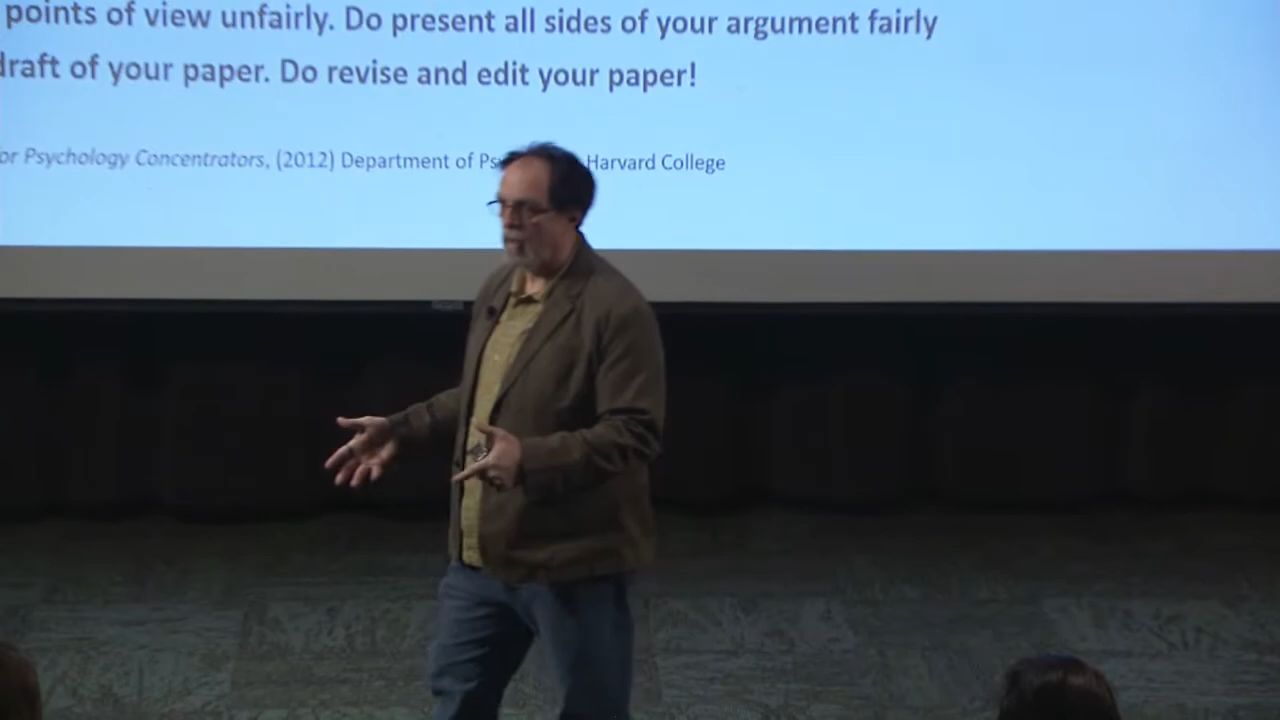 points of view unfairly. Do present all sides of your argument fairly
draft of your paper. Do revise and edit your paper!
or Psychology Concentrators, (2012) Department of Ps Harvard College